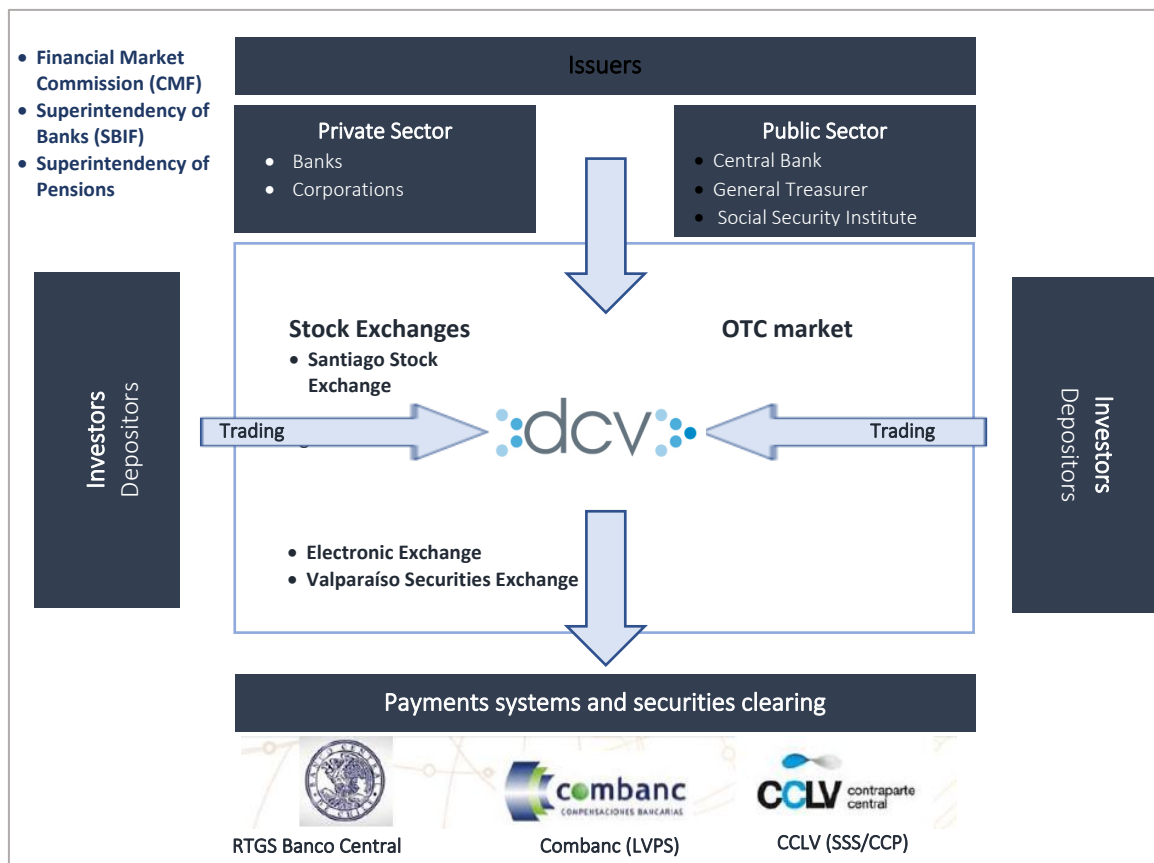 • Financial Market
Commission (CMF)
• Superintendency of
Banks (SBIF)
• Superintendency of
Pensions
Issuers
Private Sector
• Banks
• Corporations
Public Sector
• Central Bank
• General Treasurer
• Social Security Institute
Investors
Depositors
Stock Exchanges
• Santiago Stock
Exchange
OTC market
Trading
dcv
Trading
• Electronic Exchange
• Valparaíso Securities Exchange
Investors
Depositors
Payments systems and securities clearing
combanc
COMPENSACIONES BANCARIAS
CCLV contraparte
central
RTGS Banco Central
Combanc (LVPS)
CCLV (SSS/CCP)